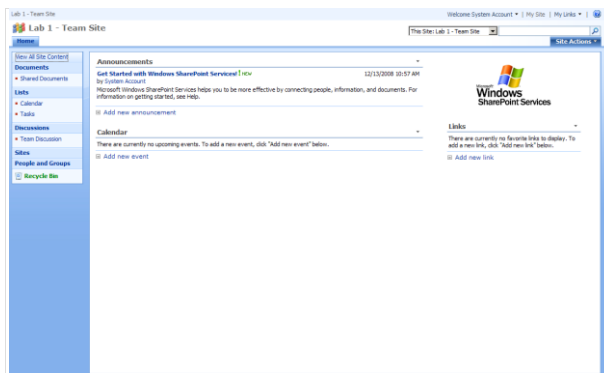 Lab 1 - Team Site
Welcome System Account | My Site | My Links |
Lab 1 - Team Site
This Site: Lab 1 - Team Site
Home
Site Actions
View All Site Content
Documents
Shared Documents
Lists
Calendar
Tasks
Discussions
Team Discussion
Sites
People and Groups
Recycle Bin
Announcements
Get Started with Windows SharePoint Services! NEW 12/13/2008 10:57 AM
by System Account
Microsoft Windows SharePoint Services helps you to be more effective by connecting people, information, and documents. For
information on getting started, see Help.
Add new announcement
Calendar
There are currently no upcoming events. To add a new event, click "Add new event" below.
Add new event
Microsoft
Windows
SharePoint Services
Links
There are currently no favorite links to display. To
add a new link, click "Add new link" below.
Add new link